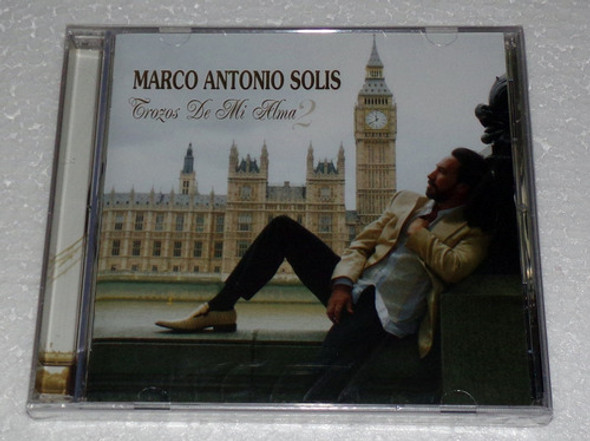 MARCO ANTONIO SOLIS
Trozos De Mi Alma 2